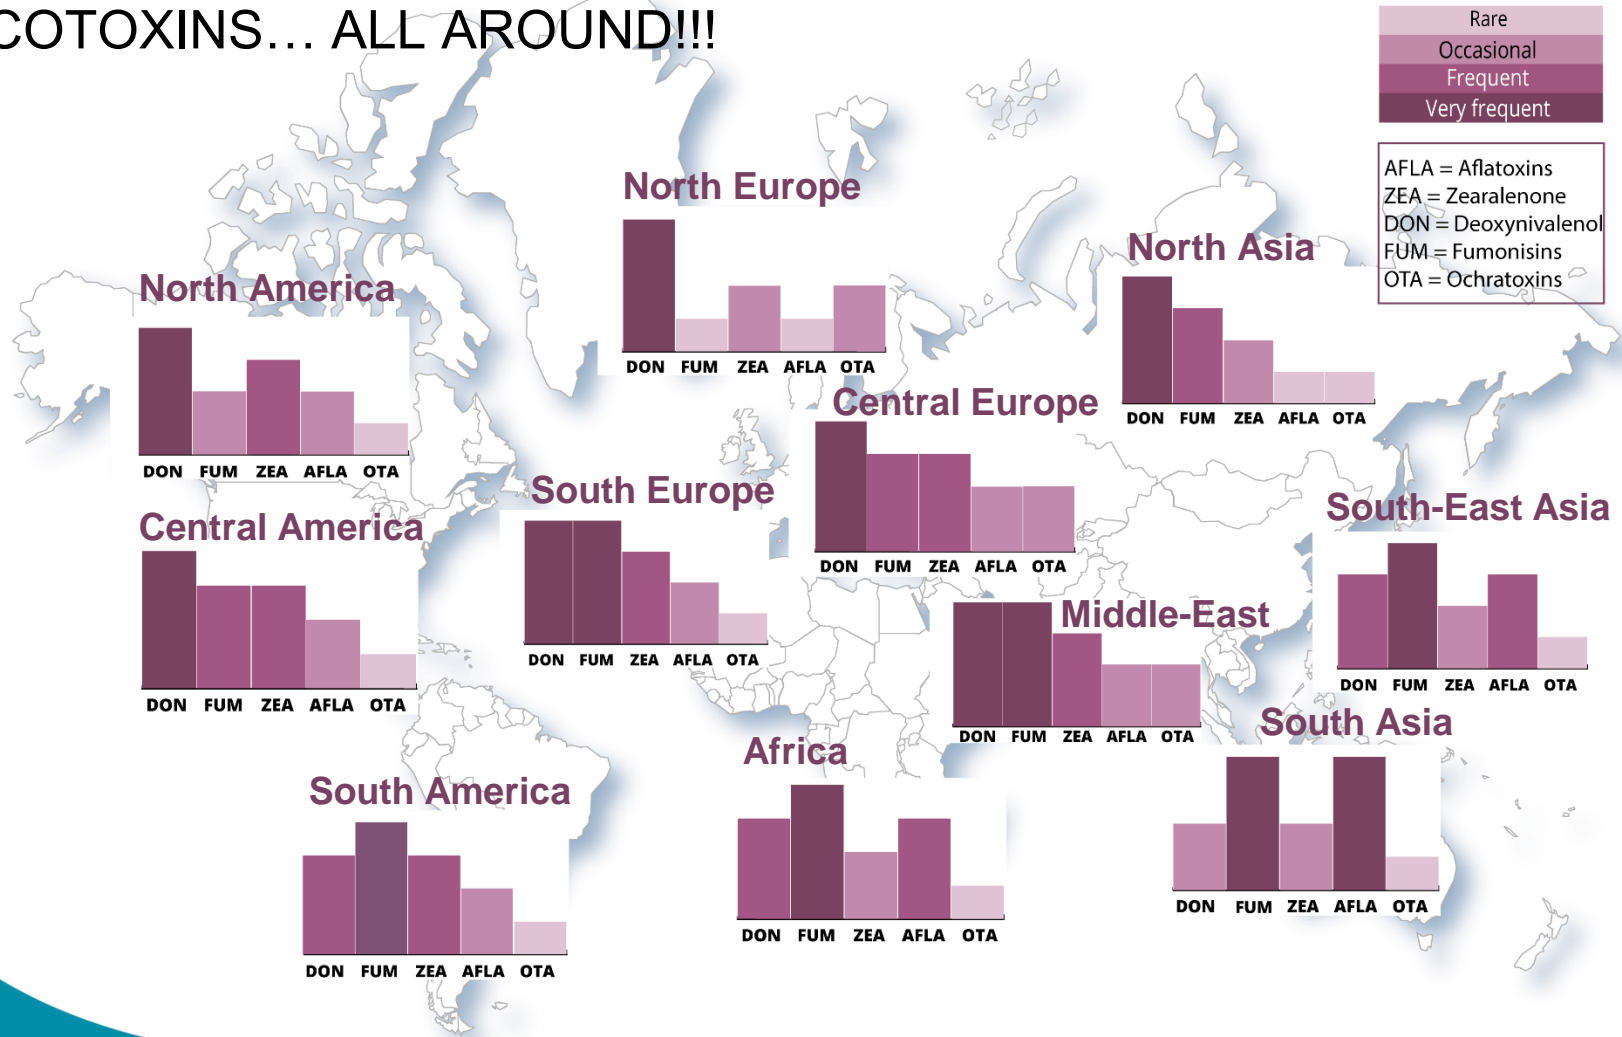 COTOXINS… ALL AROUND!!!
Rare
Occasional
Frequent
Very frequent
AFLA = Aflatoxins
ZEA = Zearalenone
DON = Deoxynivalenol
FUM = Fumonisins
OTA = Ochratoxins
North Europe
DON FUM ZEA AFLA OTA
North Asia
DON FUM ZEA AFLA OTA
North America
DON FUM ZEA AFLA OTA
Central Europe
DON FUM ZEA AFLA OTA
South Europe
DON FUM ZEA AFLA OTA
South-East Asia
DON FUM ZEA AFLA OTA
Central America
DON FUM ZEA AFLA OTA
Middle-East
DON FUM ZEA AFLA OTA
South Asia
DON FUM ZEA AFLA OTA
Africa
DON FUM ZEA AFLA OTA
South America
DON FUM ZEA AFLA OTA